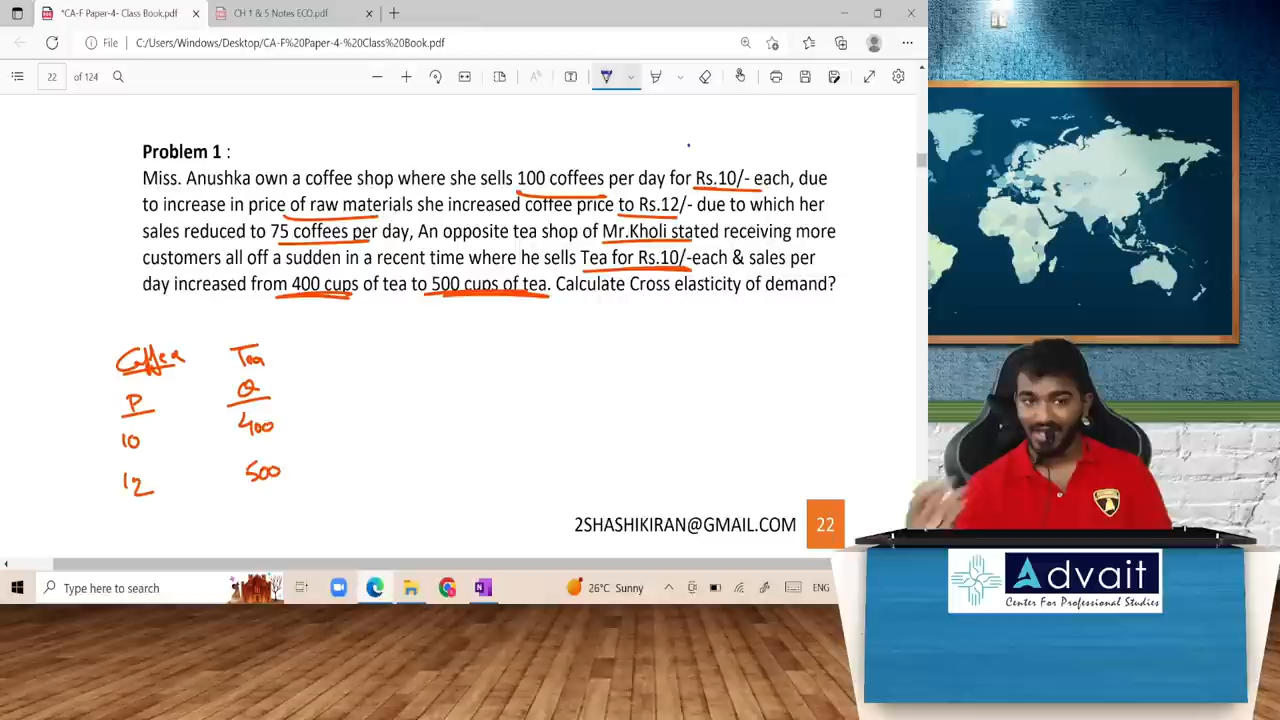 *CA-F Paper-4- Class Book.pdf
CH 1 & 5 Notes ECO.pdf
File
C:/Users/Windows/Desktop/CA-F%20Paper-4-%20Class%20Book.pdf
22
of 124
Problem 1 :
Miss. Anushka own a coffee shop where she sells 100 coffees per day for Rs.10/- each, due
to increase in price of raw materials she increased coffee price to Rs.12/- due to which her
sales reduced to 75 coffees per day, An opposite tea shop of Mr.Kholi stated receiving more
customers all off a sudden in a recent time where he sells Tea for Rs.10/-each & sales per
day increased from 400 cups of tea to 500 cups of tea. Calculate Cross elasticity of demand?
Coffea Tea
P Q
10 400
12 500
2SHASHIKIRAN@GMAIL.COM
22
Type here to search
26°C Sunny
ENG
Advait
Center For Professional Studies